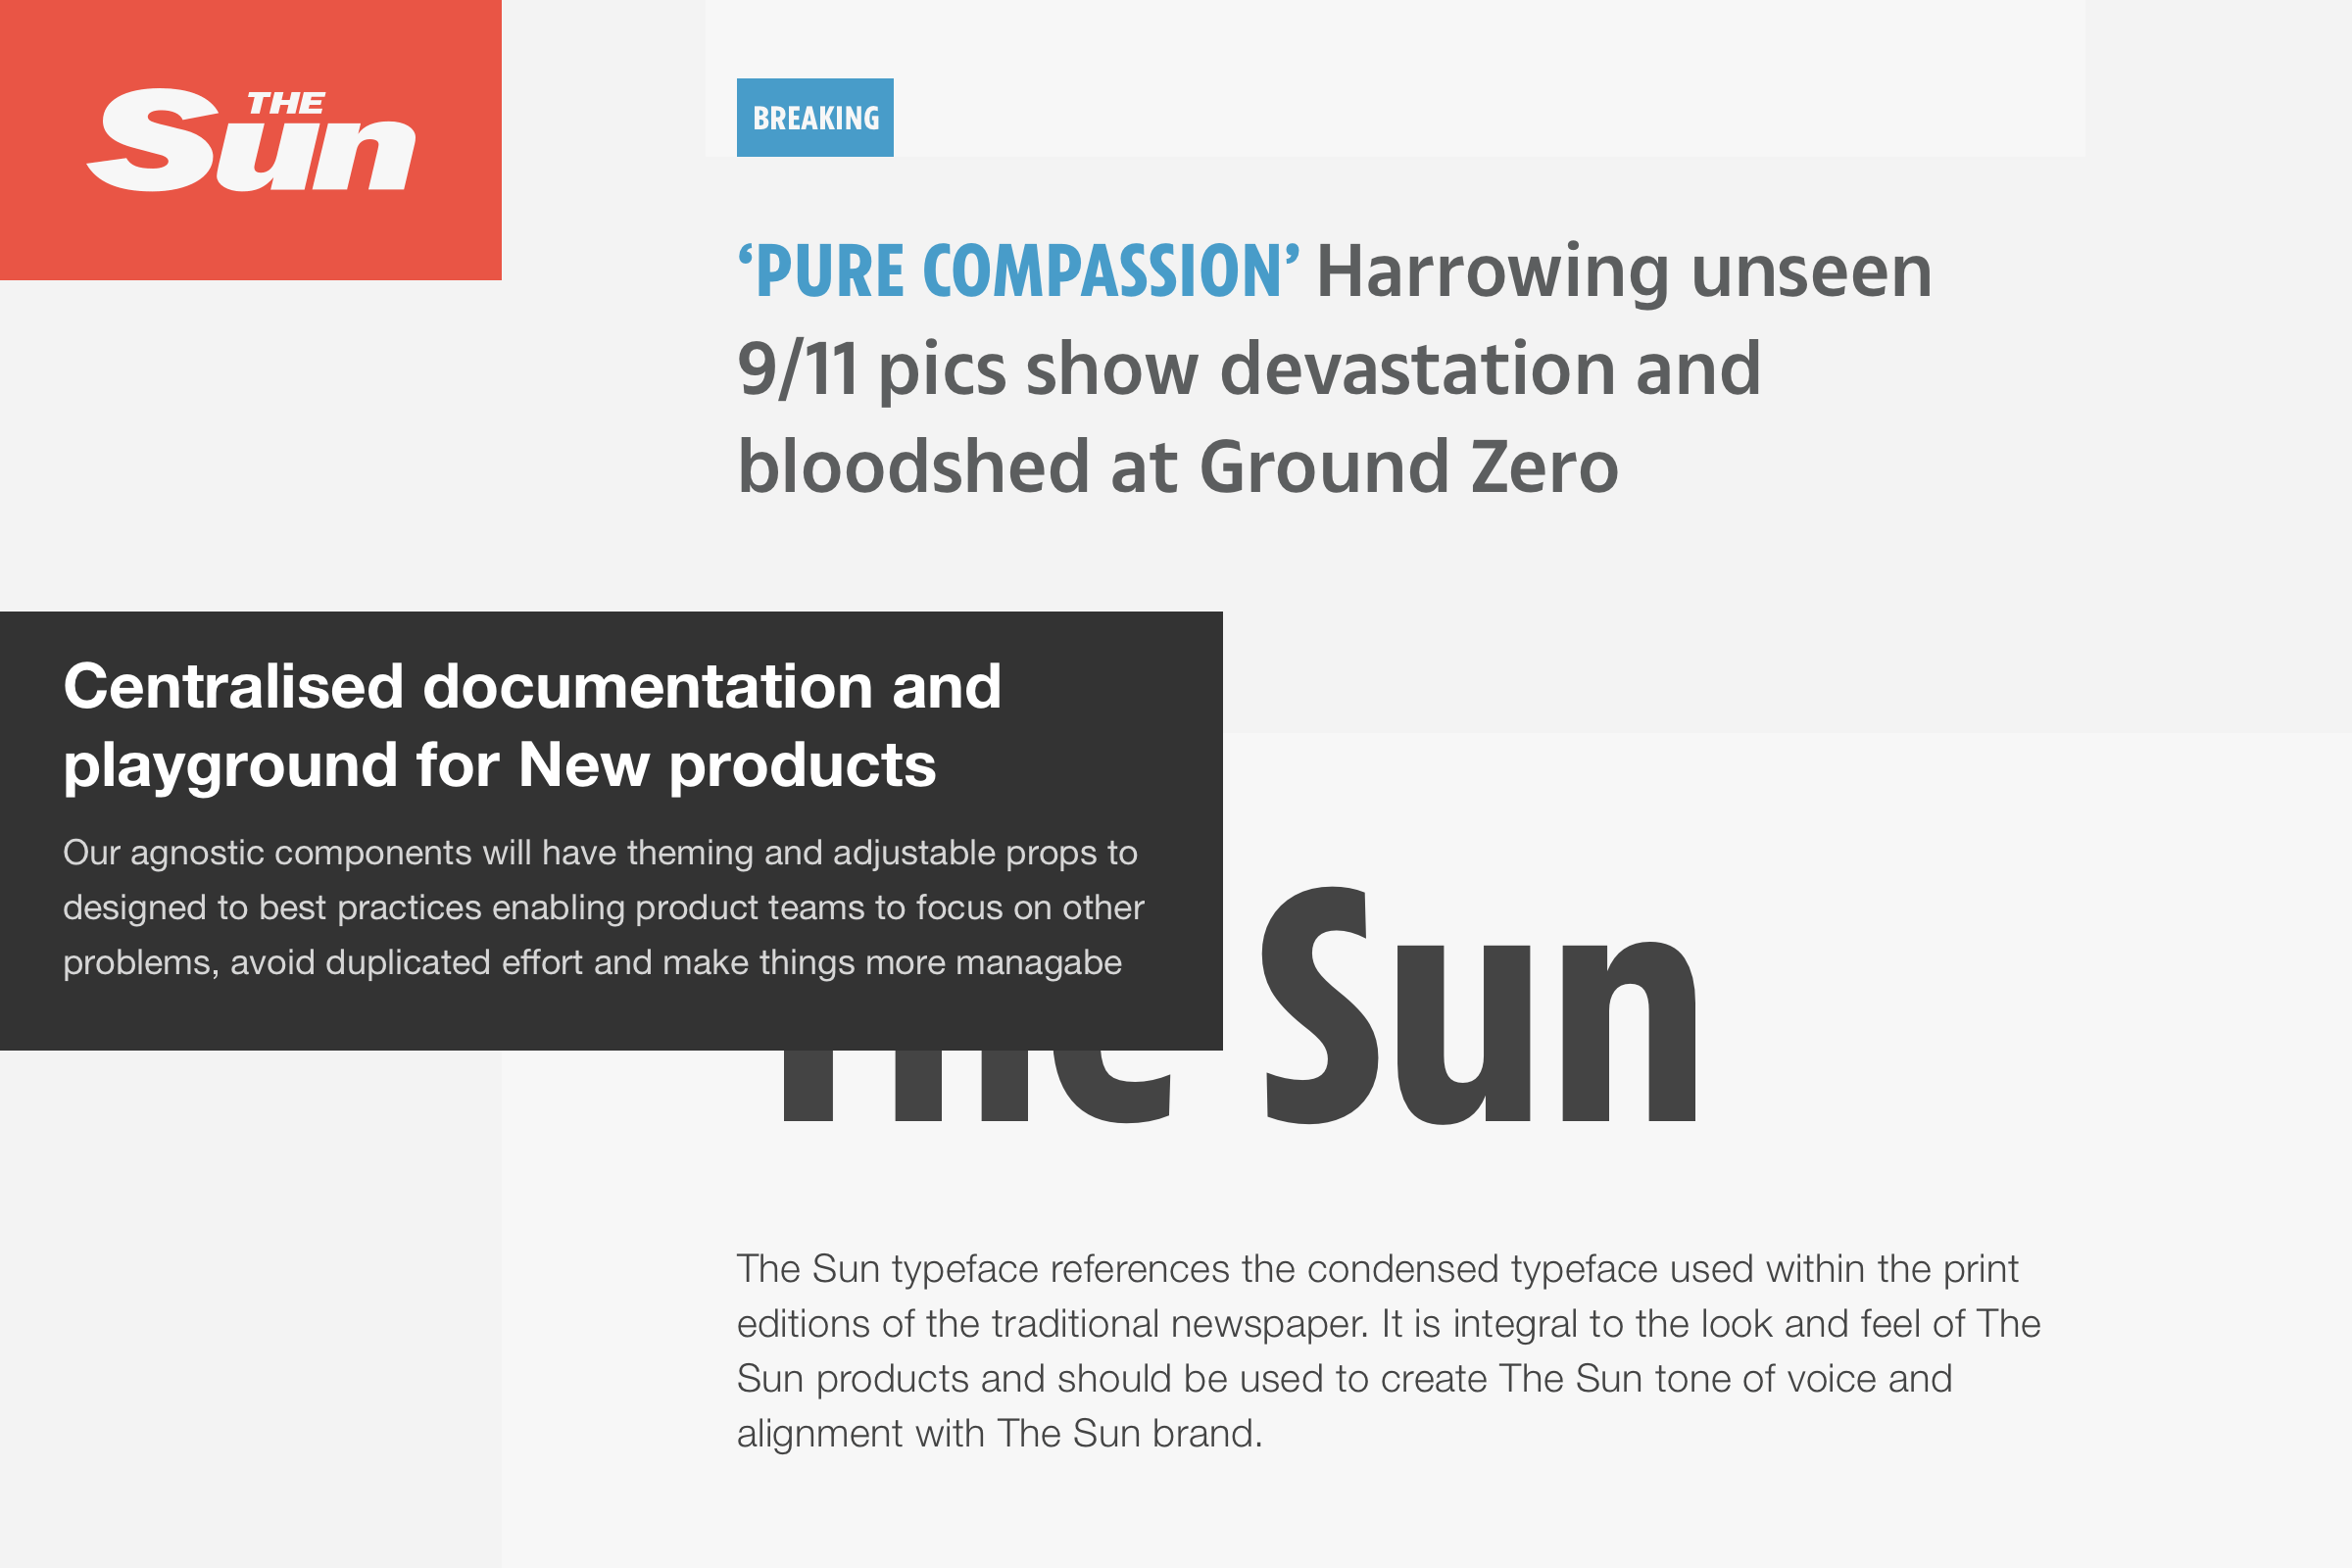 THE
Sun
BREAKING
‘PURE COMPASSION’ Harrowing unseen
9/11 pics show devastation and
bloodshed at Ground Zero
Centralised documentation and
playground for New products
Our agnostic components will have theming and adjustable props to
designed to best practices enabling product teams to focus on other
problems, avoid duplicated effort and make things more managabe
The Sun
The Sun typeface references the condensed typeface used within the print
editions of the traditional newspaper. It is integral to the look and feel of The
Sun products and should be used to create The Sun tone of voice and
alignment with The Sun brand.